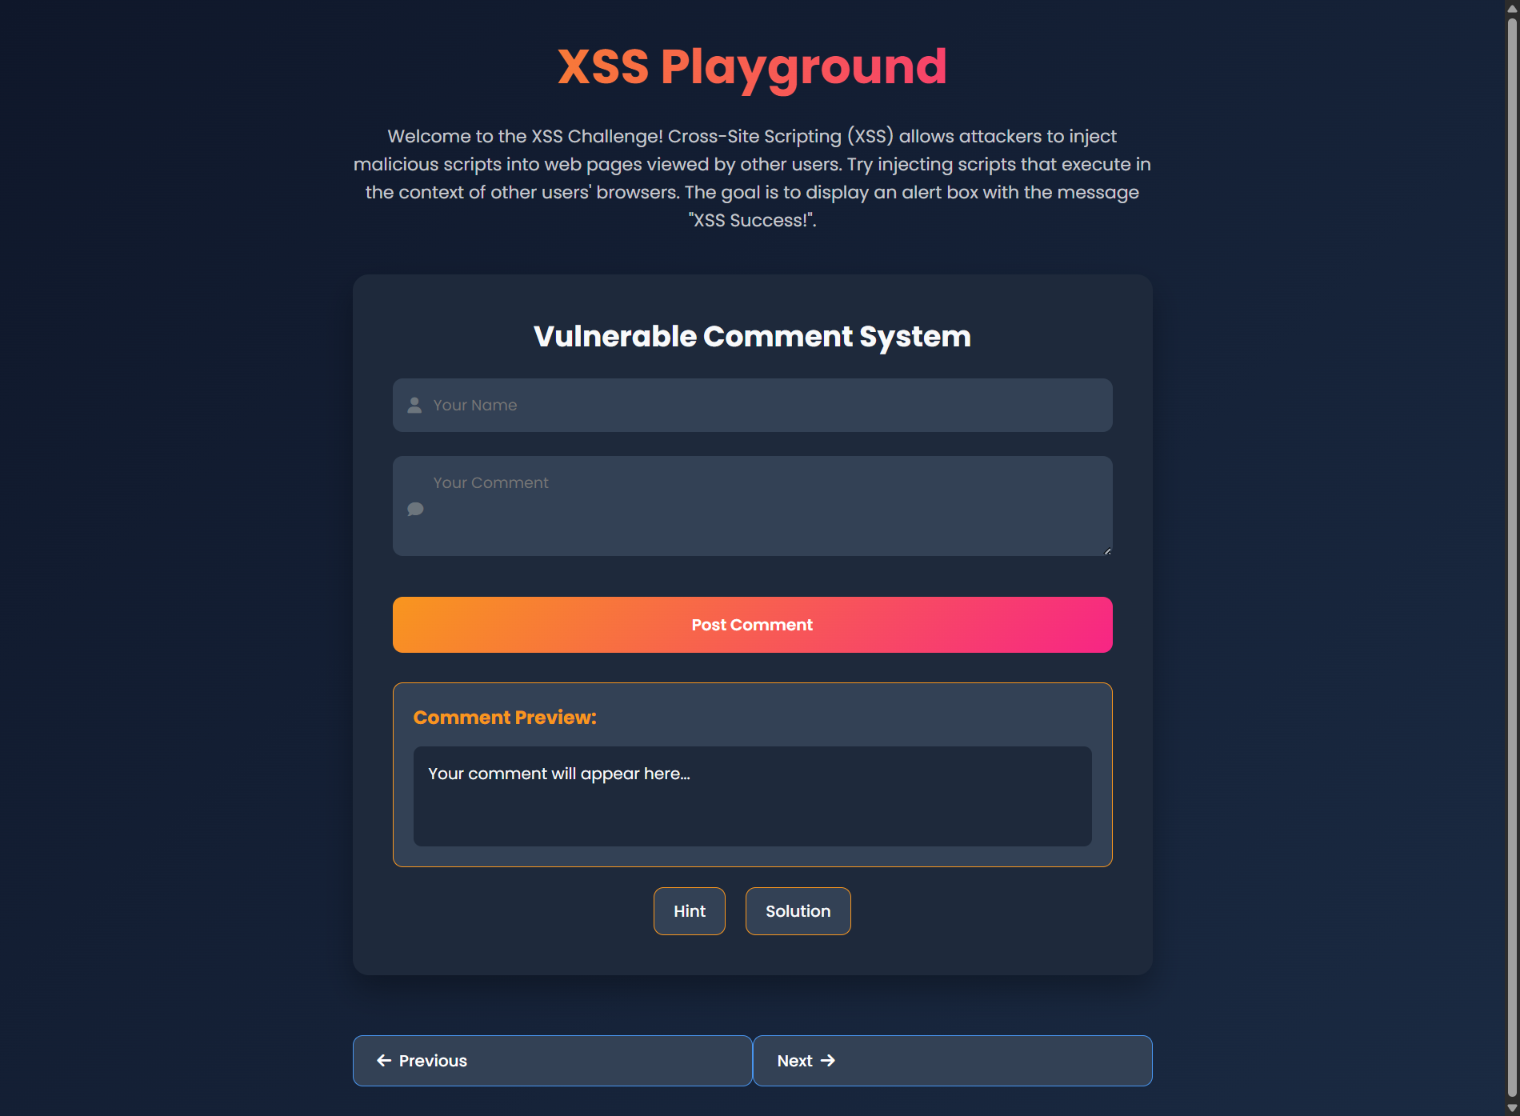 XSS Playground
Welcome to the XSS Challenge! Cross-Site Scripting (XSS) allows attackers to inject
malicious scripts into web pages viewed by other users. Try injecting scripts that execute in
the context of other users' browsers. The goal is to display an alert box with the message
"XSS Success!".
Vulnerable Comment System
Your Name
Your Comment
Post Comment
Comment Preview:
Your comment will appear here...
Hint
Solution
Previous
Next